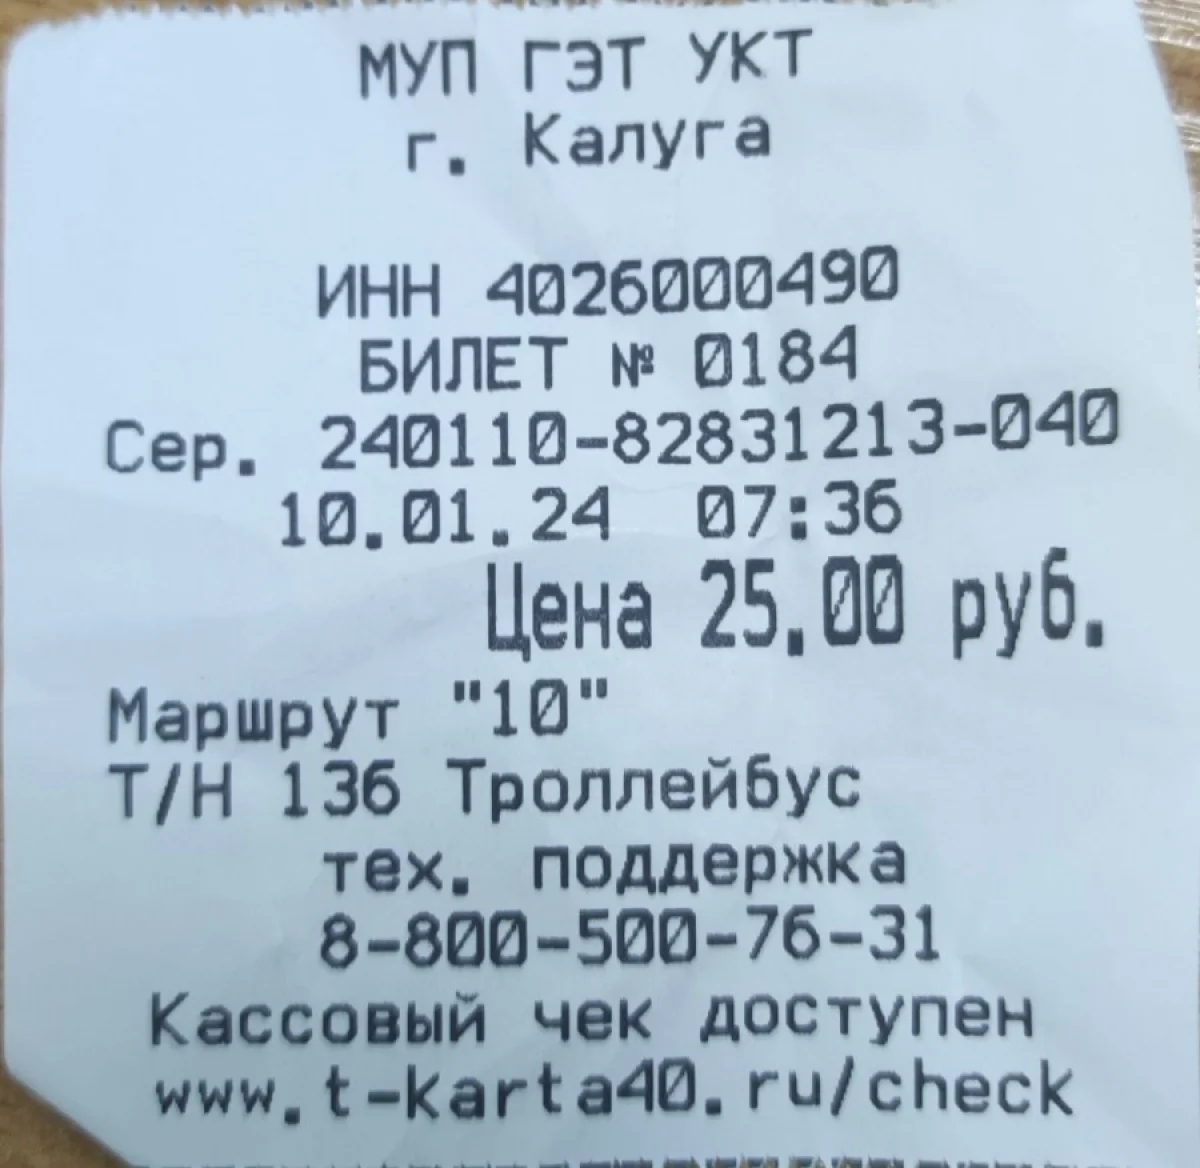 МУП ГЭТ УКТ
г. Калуга
ИНН 4026000490
БИЛЕТ № 0184
Сер. 240110-82831213-040
10.01.24 07:36
Цена 25.00 руб.
Маршрут "10"
Т/Н 136 Троллейбус
тех. поддержка
8-800-500-76-31
Кассовый чек доступен
www.t-karta40.ru/check